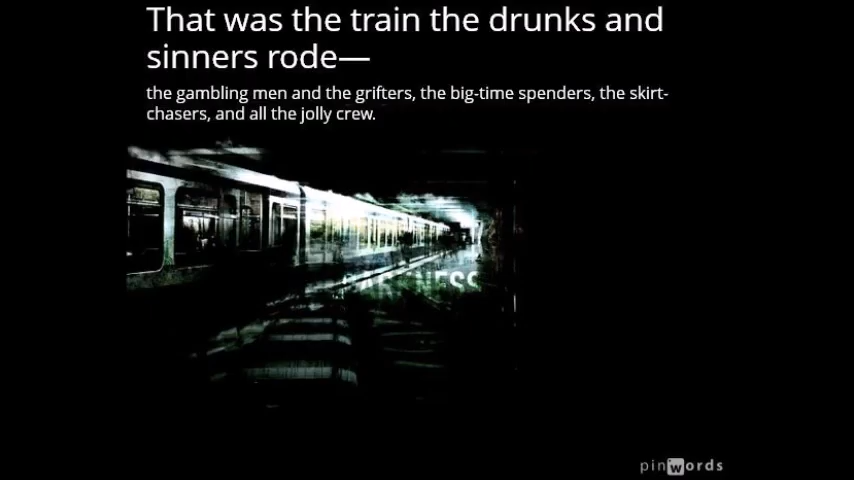 That was the train the drunks and
sinners rode—
the gambling men and the grifters, the big-time spenders, the skirt-
chasers, and all the jolly crew.
DARKNESS
pinwords